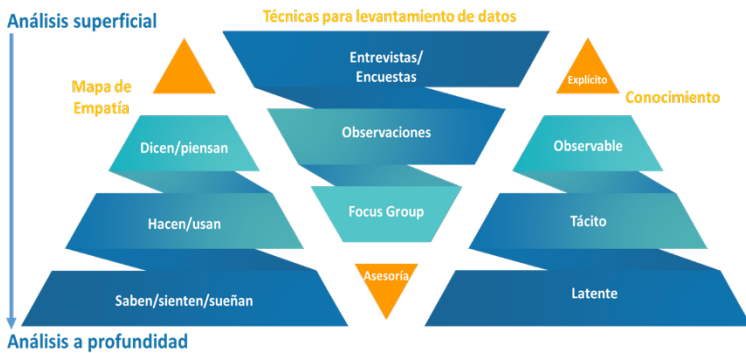 Análisis superficial
Técnicas para levantamiento de datos
Entrevistas/
Encuestas
Mapa de
Empatía
Explícito
Conocimiento
Dicen/piensan
Observaciones
Observable
Hacen/usan
Focus Group
Tácito
Asesoría
Saben/sienten/sueñan
Latente
Análisis a profundidad